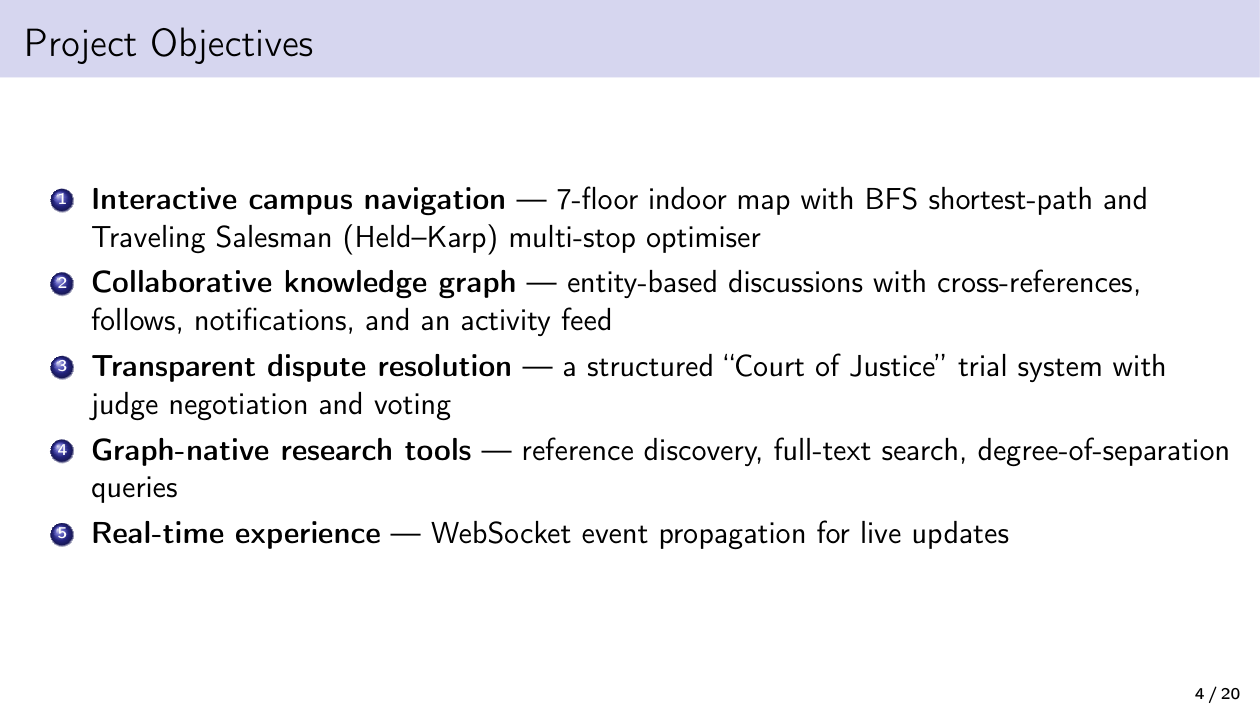 Project Objectives
1 Interactive campus navigation — 7-floor indoor map with BFS shortest-path and
Traveling Salesman (Held–Karp) multi-stop optimiser
2 Collaborative knowledge graph — entity-based discussions with cross-references,
follows, notifications, and an activity feed
3 Transparent dispute resolution — a structured “Court of Justice” trial system with
judge negotiation and voting
4 Graph-native research tools — reference discovery, full-text search, degree-of-separation
queries
5 Real-time experience — WebSocket event propagation for live updates
4 / 20